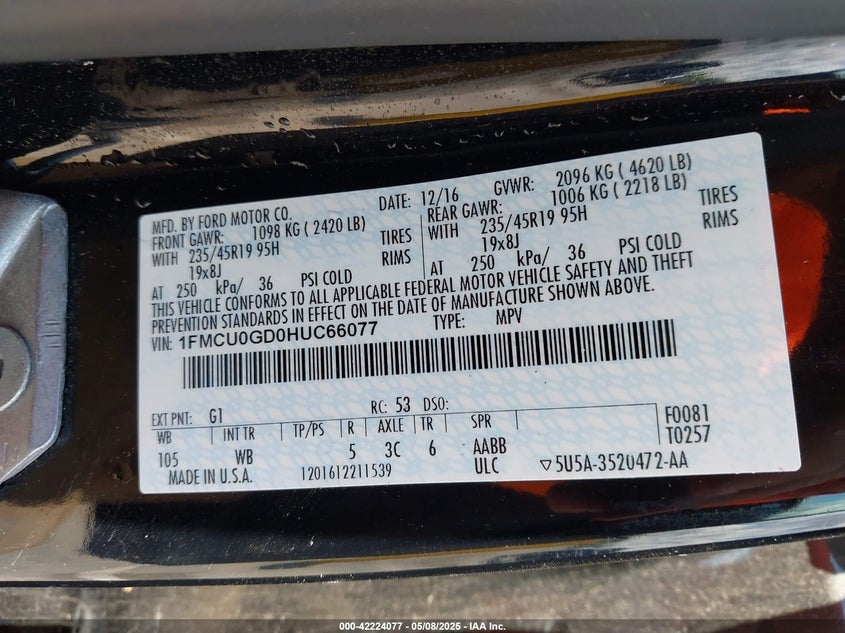 MFD. BY FORD MOTOR CO.
DATE: 12/16 GVWR: 2096 KG ( 4620 LB)
FRONT GAWR: 1098 KG ( 2420 LB) REAR GAWR: 1006 KG ( 2218 LB)
WITH 235/45R19 95H TIRES WITH 235/45R19 95H TIRES
19x8J RIMS 19x8J RIMS
AT 250 kPa/ 36 PSI COLD AT 250 kPa/ 36 PSI COLD
THIS VEHICLE CONFORMS TO ALL APPLICABLE FEDERAL MOTOR VEHICLE SAFETY AND THEFT
PREVENTION STANDARDS IN EFFECT ON THE DATE OF MANUFACTURE SHOWN ABOVE.
VIN: 1FMCU0GD0HUC66077 TYPE: MPV
EXT PNT: G1 RC: 53 DSO: F0081
WB INT TR TP/PS R AXLE TR SPR T0257
105 WB 5 3C 6 AABB
MADE IN U.S.A. 1201612211539 ULC ▽5U5A-3520472-AA
000-42224077 - 05/08/2025 - IAA Inc.